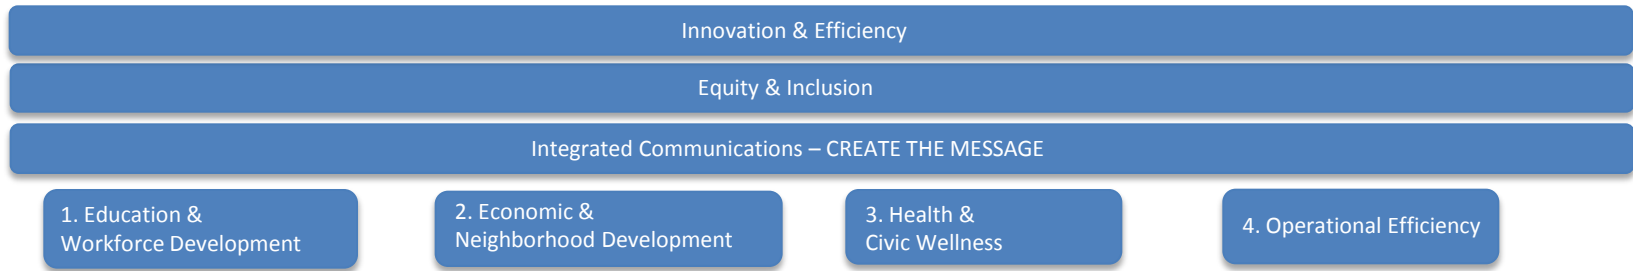 Innovation & Efficiency
Equity & Inclusion
Integrated Communications – CREATE THE MESSAGE
1. Education &
Workforce Development
2. Economic &
Neighborhood Development
3. Health &
Civic Wellness
4. Operational Efficiency